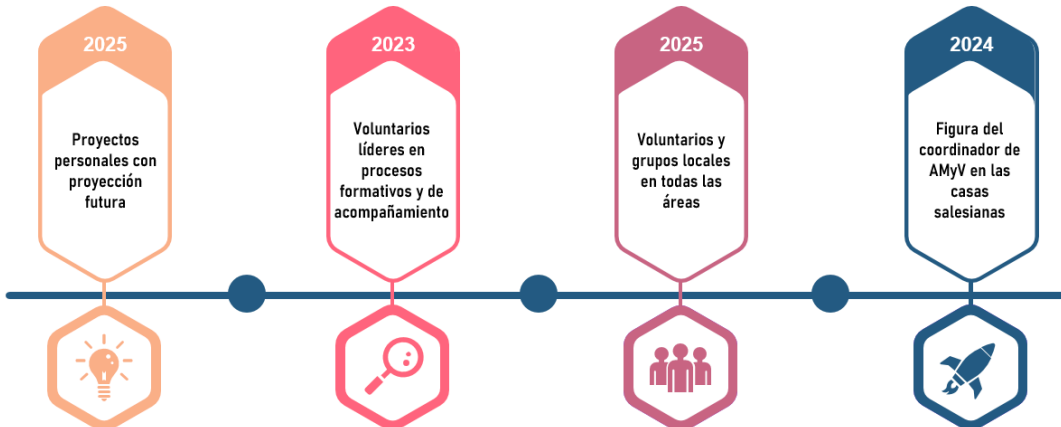 2025
Proyectos
personales con
proyección
futura
2023
Voluntarios
líderes en
procesos
formativos y de
acompañamiento
2025
Voluntarios y
grupos locales
en todas las
áreas
2024
Figura del
coordinador de
AMyV en las
casas
salesianas